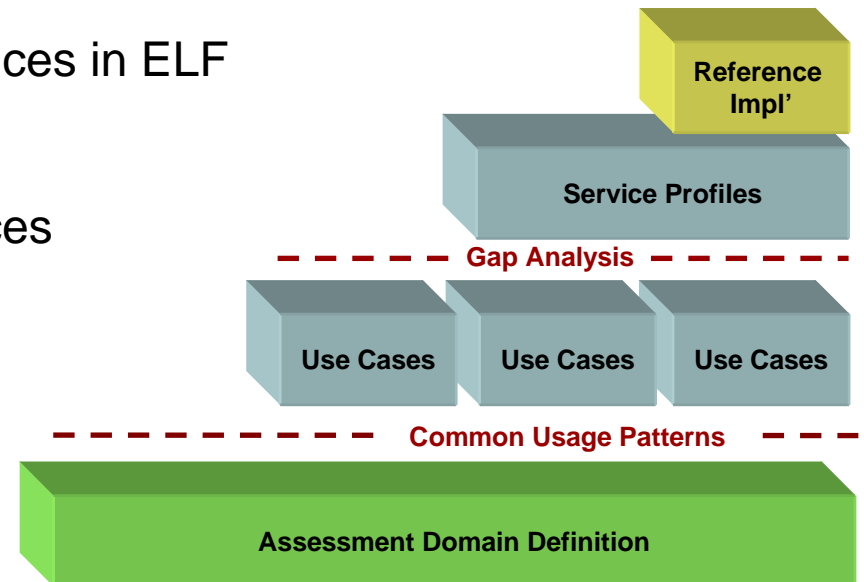 ces in ELF
Reference
Impl’
ces
Service Profiles
Gap Analysis
Use Cases Use Cases Use Cases
Common Usage Patterns
Assessment Domain Definition